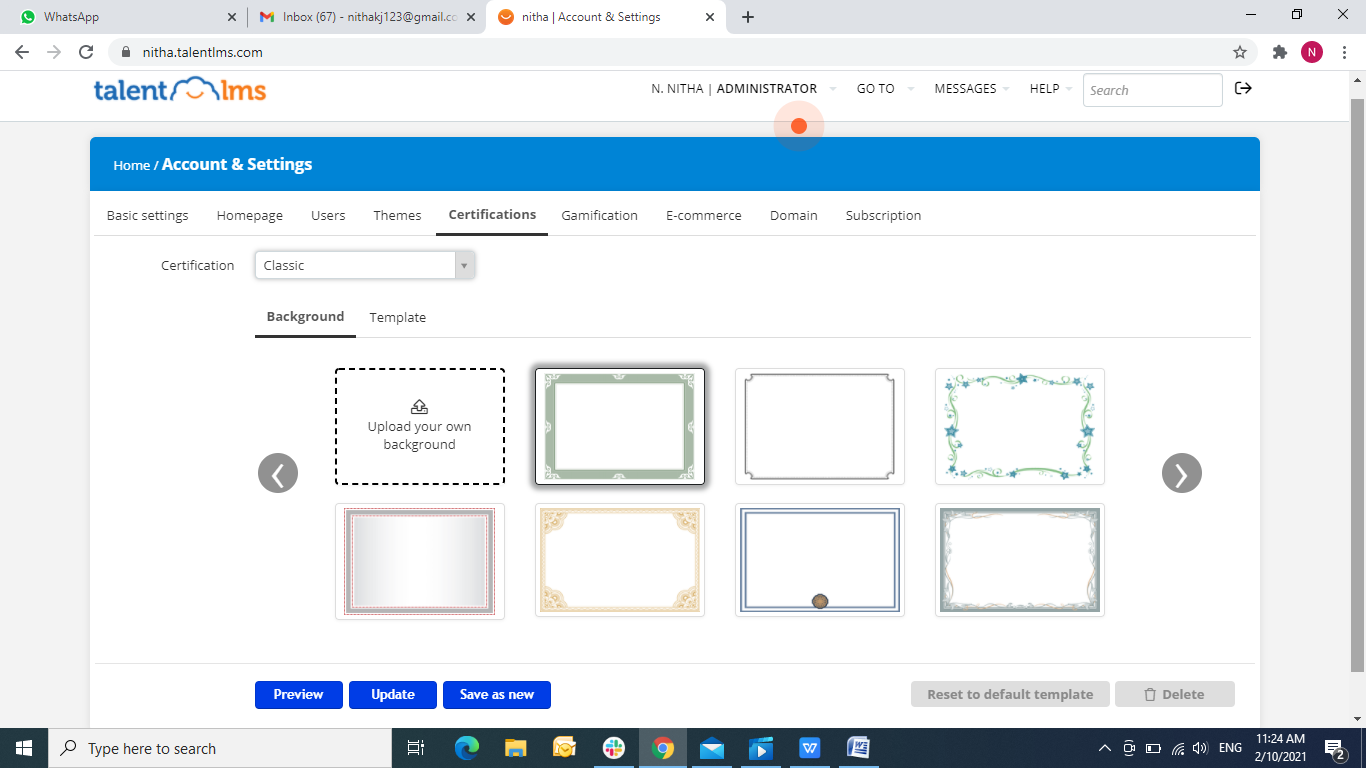 WhatsApp
Inbox (67) - nithakj123@gmail.co
nitha | Account & Settings
nitha.talentlms.com
N
talentlms
N. NITHA | ADMINISTRATOR
GO TO
MESSAGES
HELP
Search
Home / Account & Settings
Basic settings
Homepage
Users
Themes
Certifications
Gamification
E-commerce
Domain
Subscription
Certification
Classic
Background
Template
Upload your own
background
Preview
Update
Save as new
Reset to default template
Delete
Type here to search
ENG
11:24 AM
2/10/2021
2